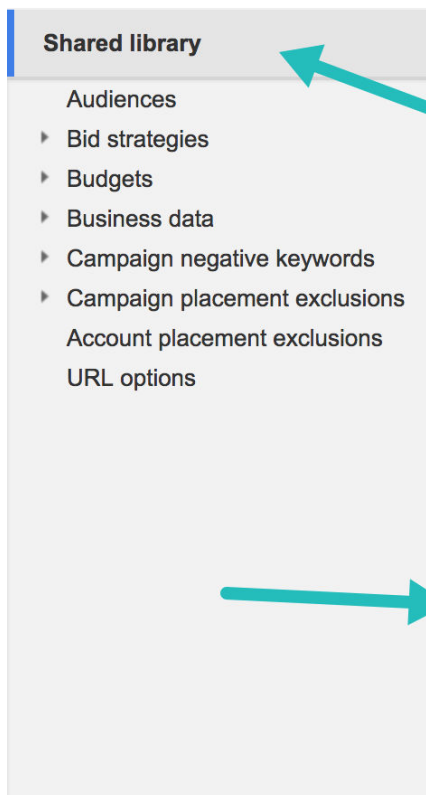 Shared library
Audiences
Bid strategies
Budgets
Business data
Campaign negative keywords
Campaign placement exclusions
Account placement exclusions
URL options